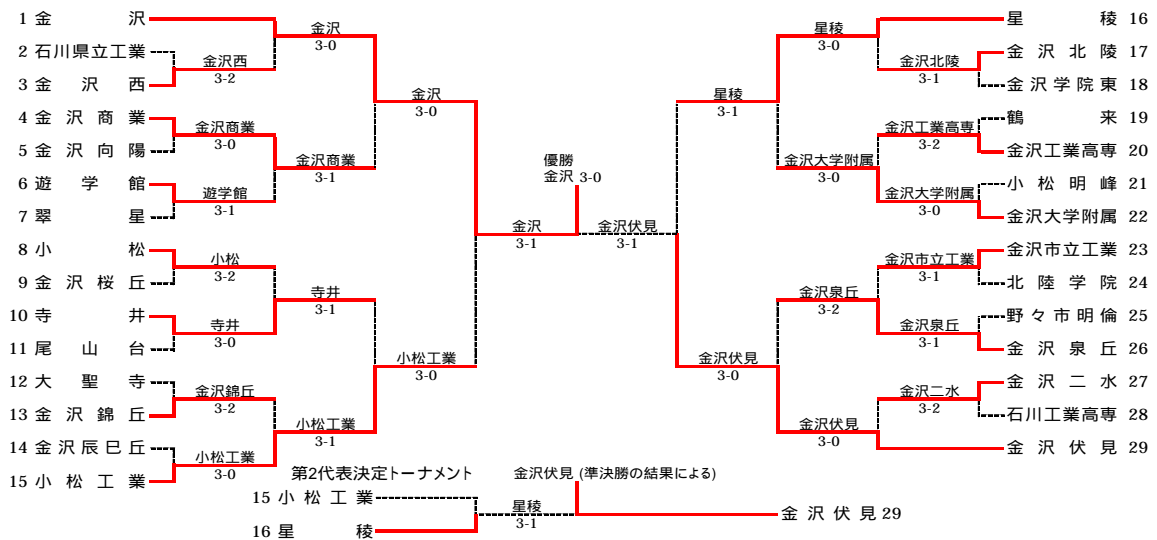 1 金沢
2 石川県立工業
3 金沢西
4 金沢商業
5 金沢向陽
6 遊学館
7 翠星
8 小松
9 金沢桜丘
10 寺井
11 尾山台
12 大聖寺
13 金沢錦丘
14 金沢辰巳丘
15 小松工業
金沢西
3-2
金沢商業
3-0
遊学館
3-1
小松
3-2
寺井
3-0
金沢錦丘
3-2
小松工業
3-0
金沢
3-0
金沢商業
3-1
寺井
3-1
小松工業
3-1
金沢
3-0
小松工業
3-0
金沢
3-1
優勝
金沢 3-0
金沢伏見
3-1
星稜
3-1
金沢伏見
3-0
星稜
3-0
金沢大学附属
3-0
金沢泉丘
3-2
金沢伏見
3-0
金沢北陵
3-1
金沢工業高専
3-2
金沢大学附属
3-0
金沢市立工業
3-1
金沢泉丘
3-1
金沢二水
3-2
星稜 16
金沢北陵 17
金沢学院東 18
鶴来 19
金沢工業高専 20
小松明峰 21
金沢大学附属 22
金沢市立工業 23
北陸学院 24
野々市明倫 25
金沢泉丘 26
金沢二水 27
石川工業高専 28
金沢伏見 29
第2代表決定トーナメント
15 小松工業
16 星稜
星稜
3-1
金沢伏見 (準決勝の結果による)
金沢伏見 29